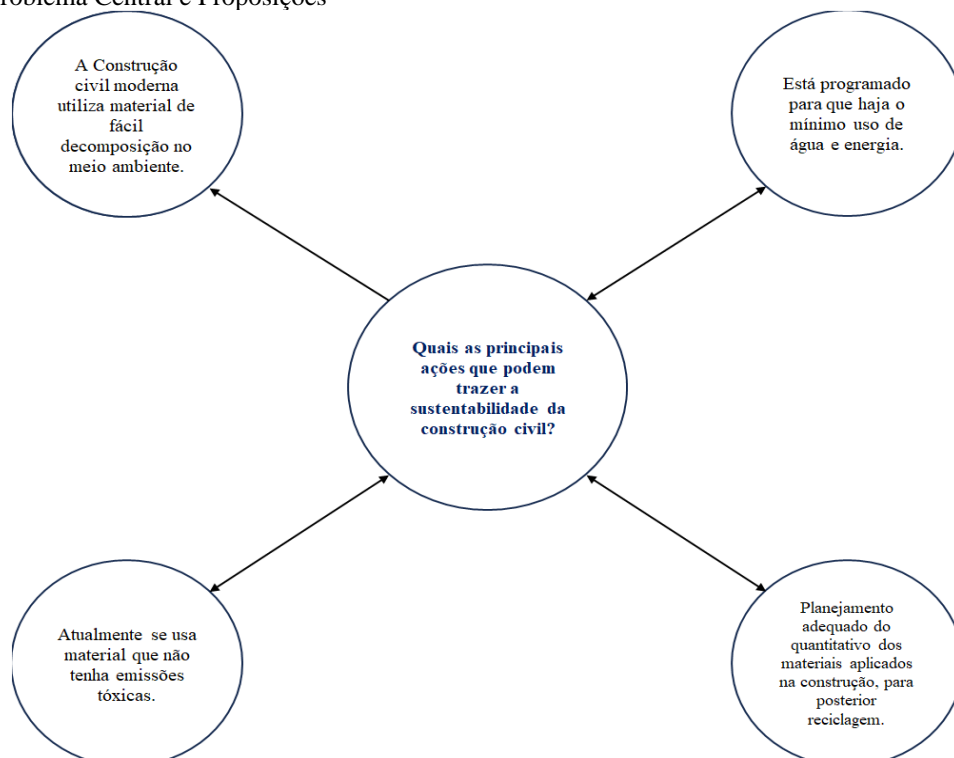 roblema Central e Proposições
A Construção
civil moderna
utiliza material de
fácil
decomposição no
meio ambiente.
Está programado
para que haja o
mínimo uso de
água e energia.
Quais as principais
ações que podem
trazer a
sustentabilidade da
construção civil?
Atualmente se usa
material que não
tenha emissões
tóxicas.
Planejamento
adequado do
quantitativo dos
materiais aplicados
na construção, para
posterior
reciclagem.